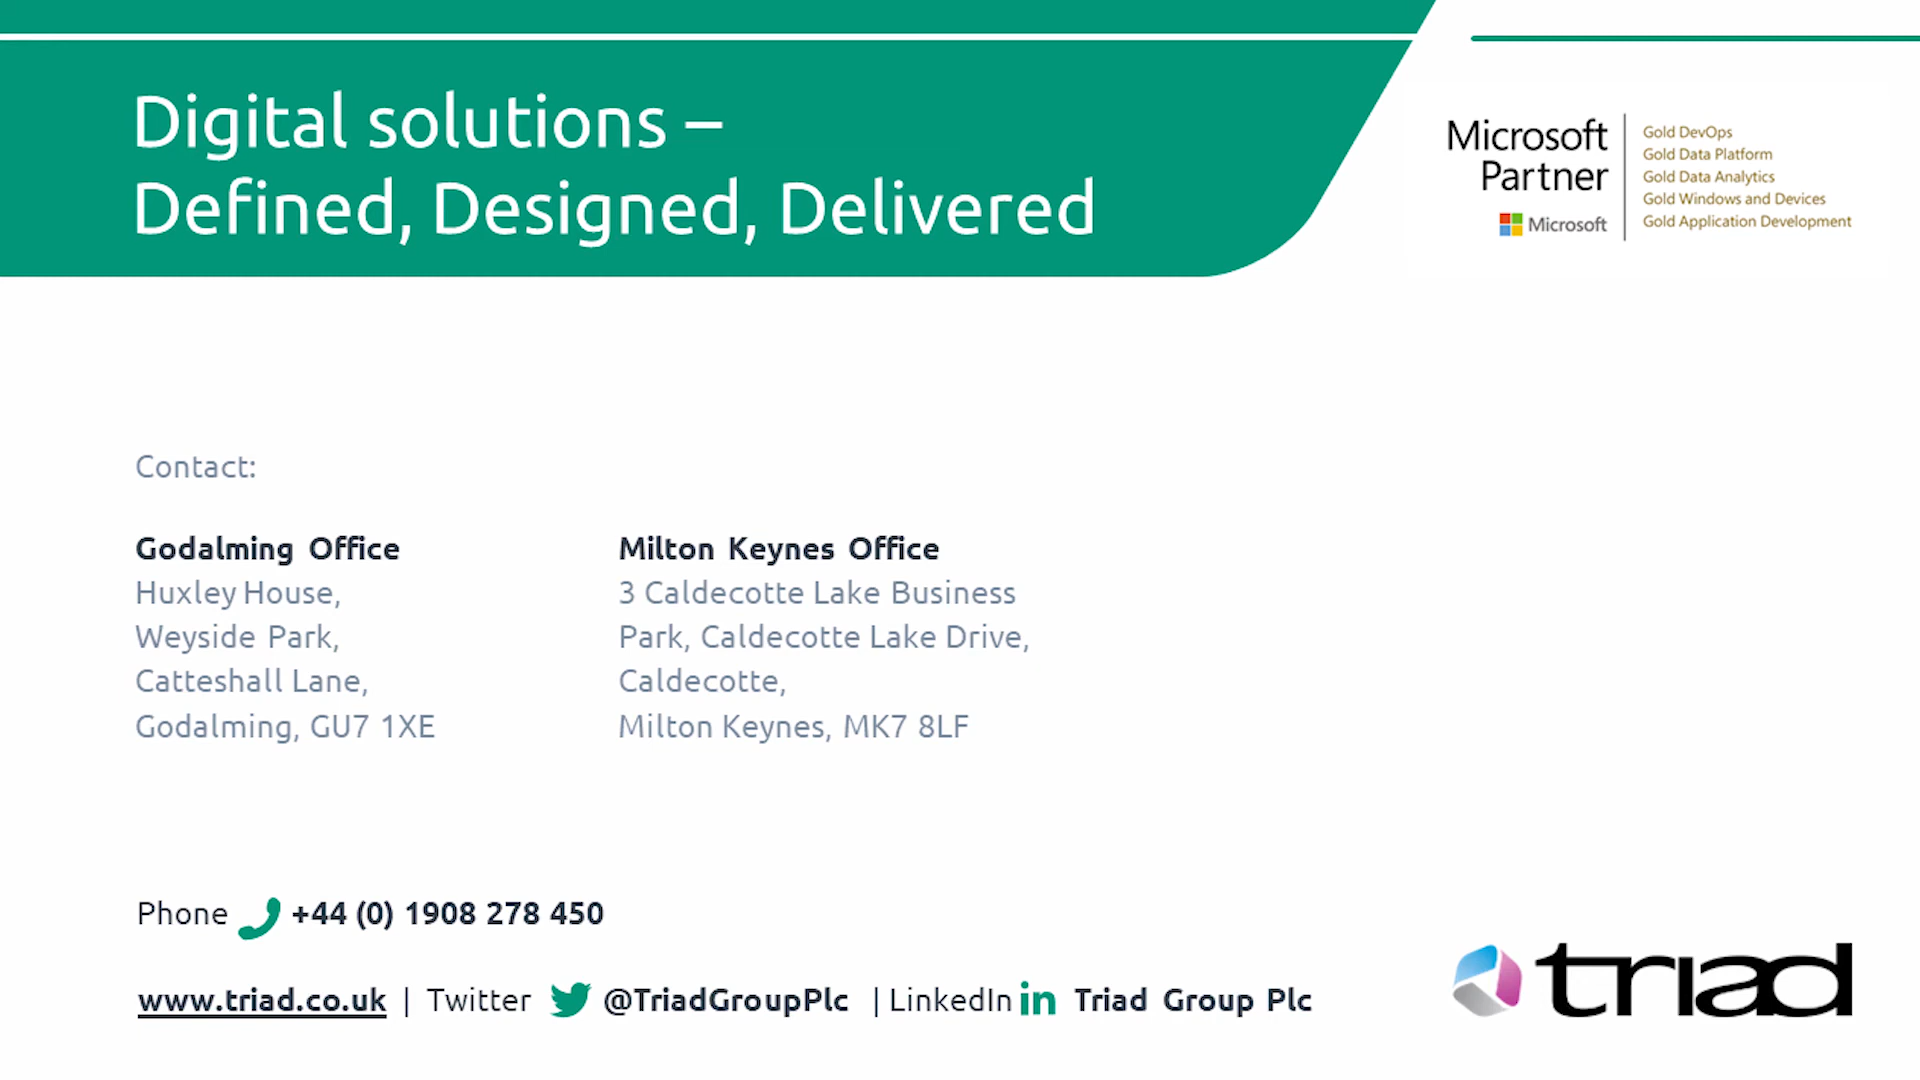 Digital solutions –
Defined, Designed, Delivered
Microsoft
Partner
Microsoft
Gold DevOps
Gold Data Platform
Gold Data Analytics
Gold Windows and Devices
Gold Application Development
Contact:
Godalming Office
Huxley House,
Weyside Park,
Catteshall Lane,
Godalming, GU7 1XE
Milton Keynes Office
3 Caldecotte Lake Business
Park, Caldecotte Lake Drive,
Caldecotte,
Milton Keynes, MK7 8LF
Phone +44 (0) 1908 278 450
www.triad.co.uk | Twitter @TriadGroupPlc | LinkedIn in Triad Group Plc
triad